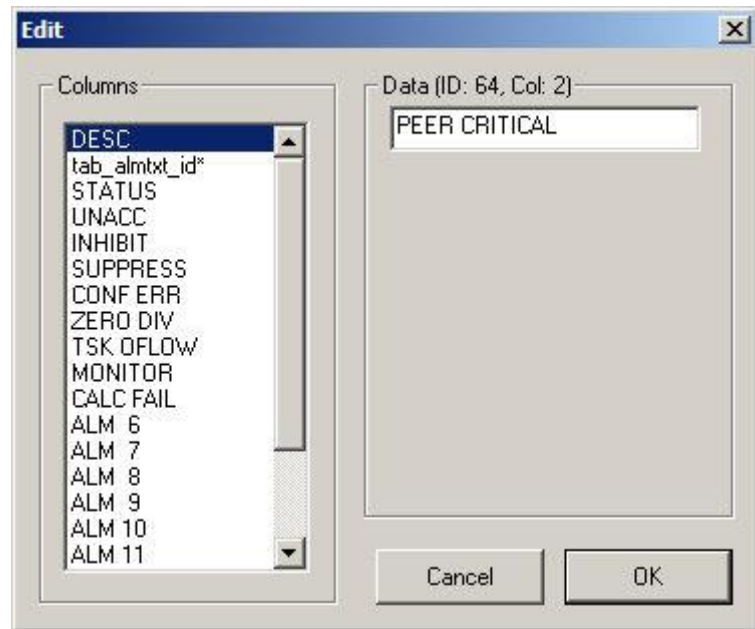 Edit
Columns
DESC
tab_almtxt_id*
STATUS
UNACC
INHIBIT
SUPPRESS
CONF ERR
ZERO DIV
TSK OFLOW
MONITOR
CALC FAIL
ALM 6
ALM 7
ALM 8
ALM 9
ALM 10
ALM 11
Data (ID: 64, Col: 2)
PEER CRITICAL
Cancel
OK